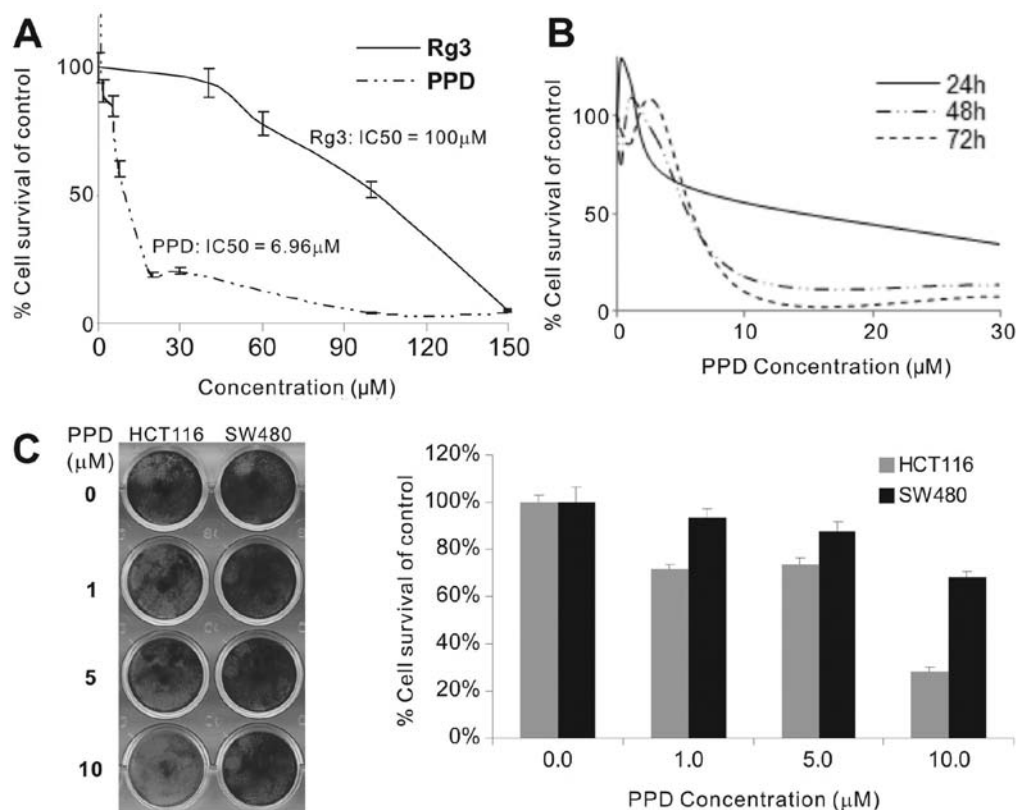 A
% Cell survival of control
100
50
0
Rg3
PPD
Rg3: IC50 = 100µM
PPD: IC50 = 6.96µM
0 30 60 90 120 150
Concentration (µM)
B
% Cell survival of control
100
50
0
24h
48h
72h
0 10 20 30
PPD Concentration (µM)
C
PPD HCT116 SW480
(µM)
0
1
5
10
% Cell survival of control
120%
100%
80%
60%
40%
20%
0%
HCT116
SW480
0.0 1.0 5.0 10.0
PPD Concentration (µM)